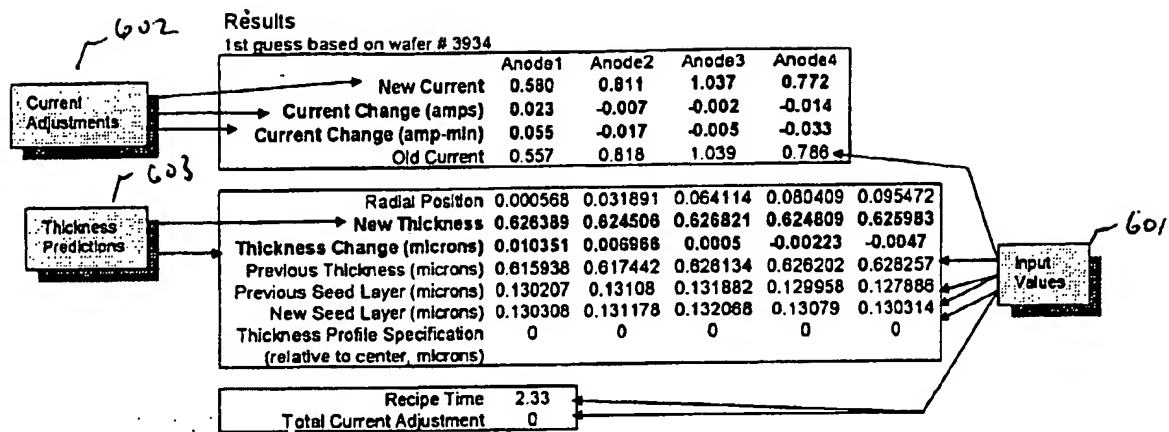 Results
1st guess based on wafer # 3934
602
Anode1 Anode2 Anode3 Anode4
New Current 0.580 0.811 1.037 0.772
Current Change (amps) 0.023 -0.007 -0.002 -0.014
Current Change (amp-min) 0.055 -0.017 -0.005 -0.033
Old Current 0.557 0.818 1.039 0.786
Current
Adjustments
603
Radial Position 0.000568 0.031891 0.064114 0.080409 0.095472
New Thickness 0.626389 0.624506 0.626821 0.624809 0.625983
Thickness Change (microns) 0.010351 0.006966 0.0005 -0.00223 -0.0047
Previous Thickness (microns) 0.615938 0.617442 0.626134 0.626202 0.628257
Previous Seed Layer (microns) 0.130207 0.13108 0.131882 0.129958 0.127886
New Seed Layer (microns) 0.130308 0.131178 0.132068 0.13079 0.130314
Thickness Profile Specification 0 0 0 0 0
(relative to center, microns)
Thickness
Predictions
601
Input
Values
Recipe Time 2.33
Total Current Adjustment 0